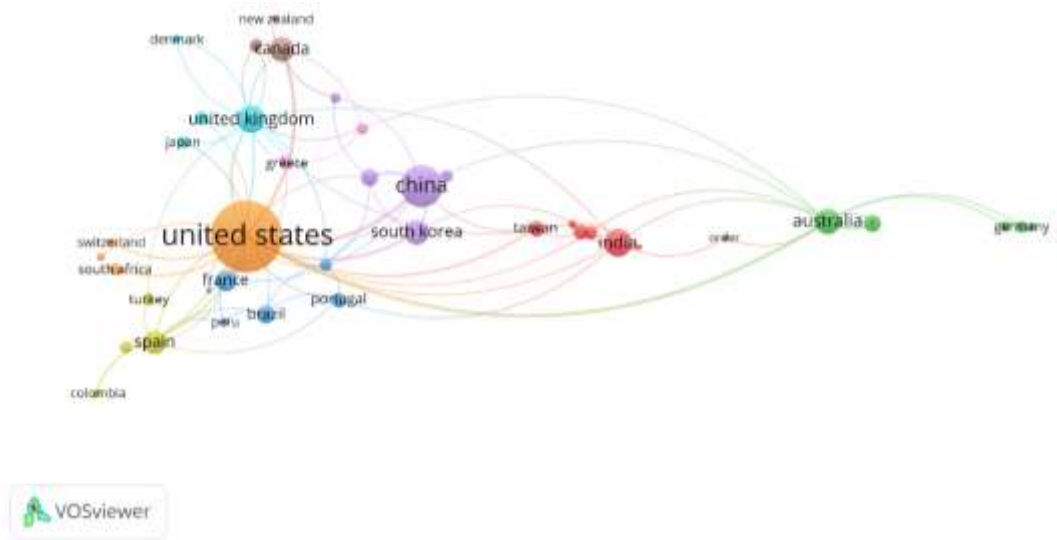 new zealand
denmark
canada
united kingdom
japan
greece
china
united states
south korea
taiwan
india
order
australia
germany
switzerland
south africa
france
turkey
portugal
peru
brazil
spain
colombia
VOSviewer